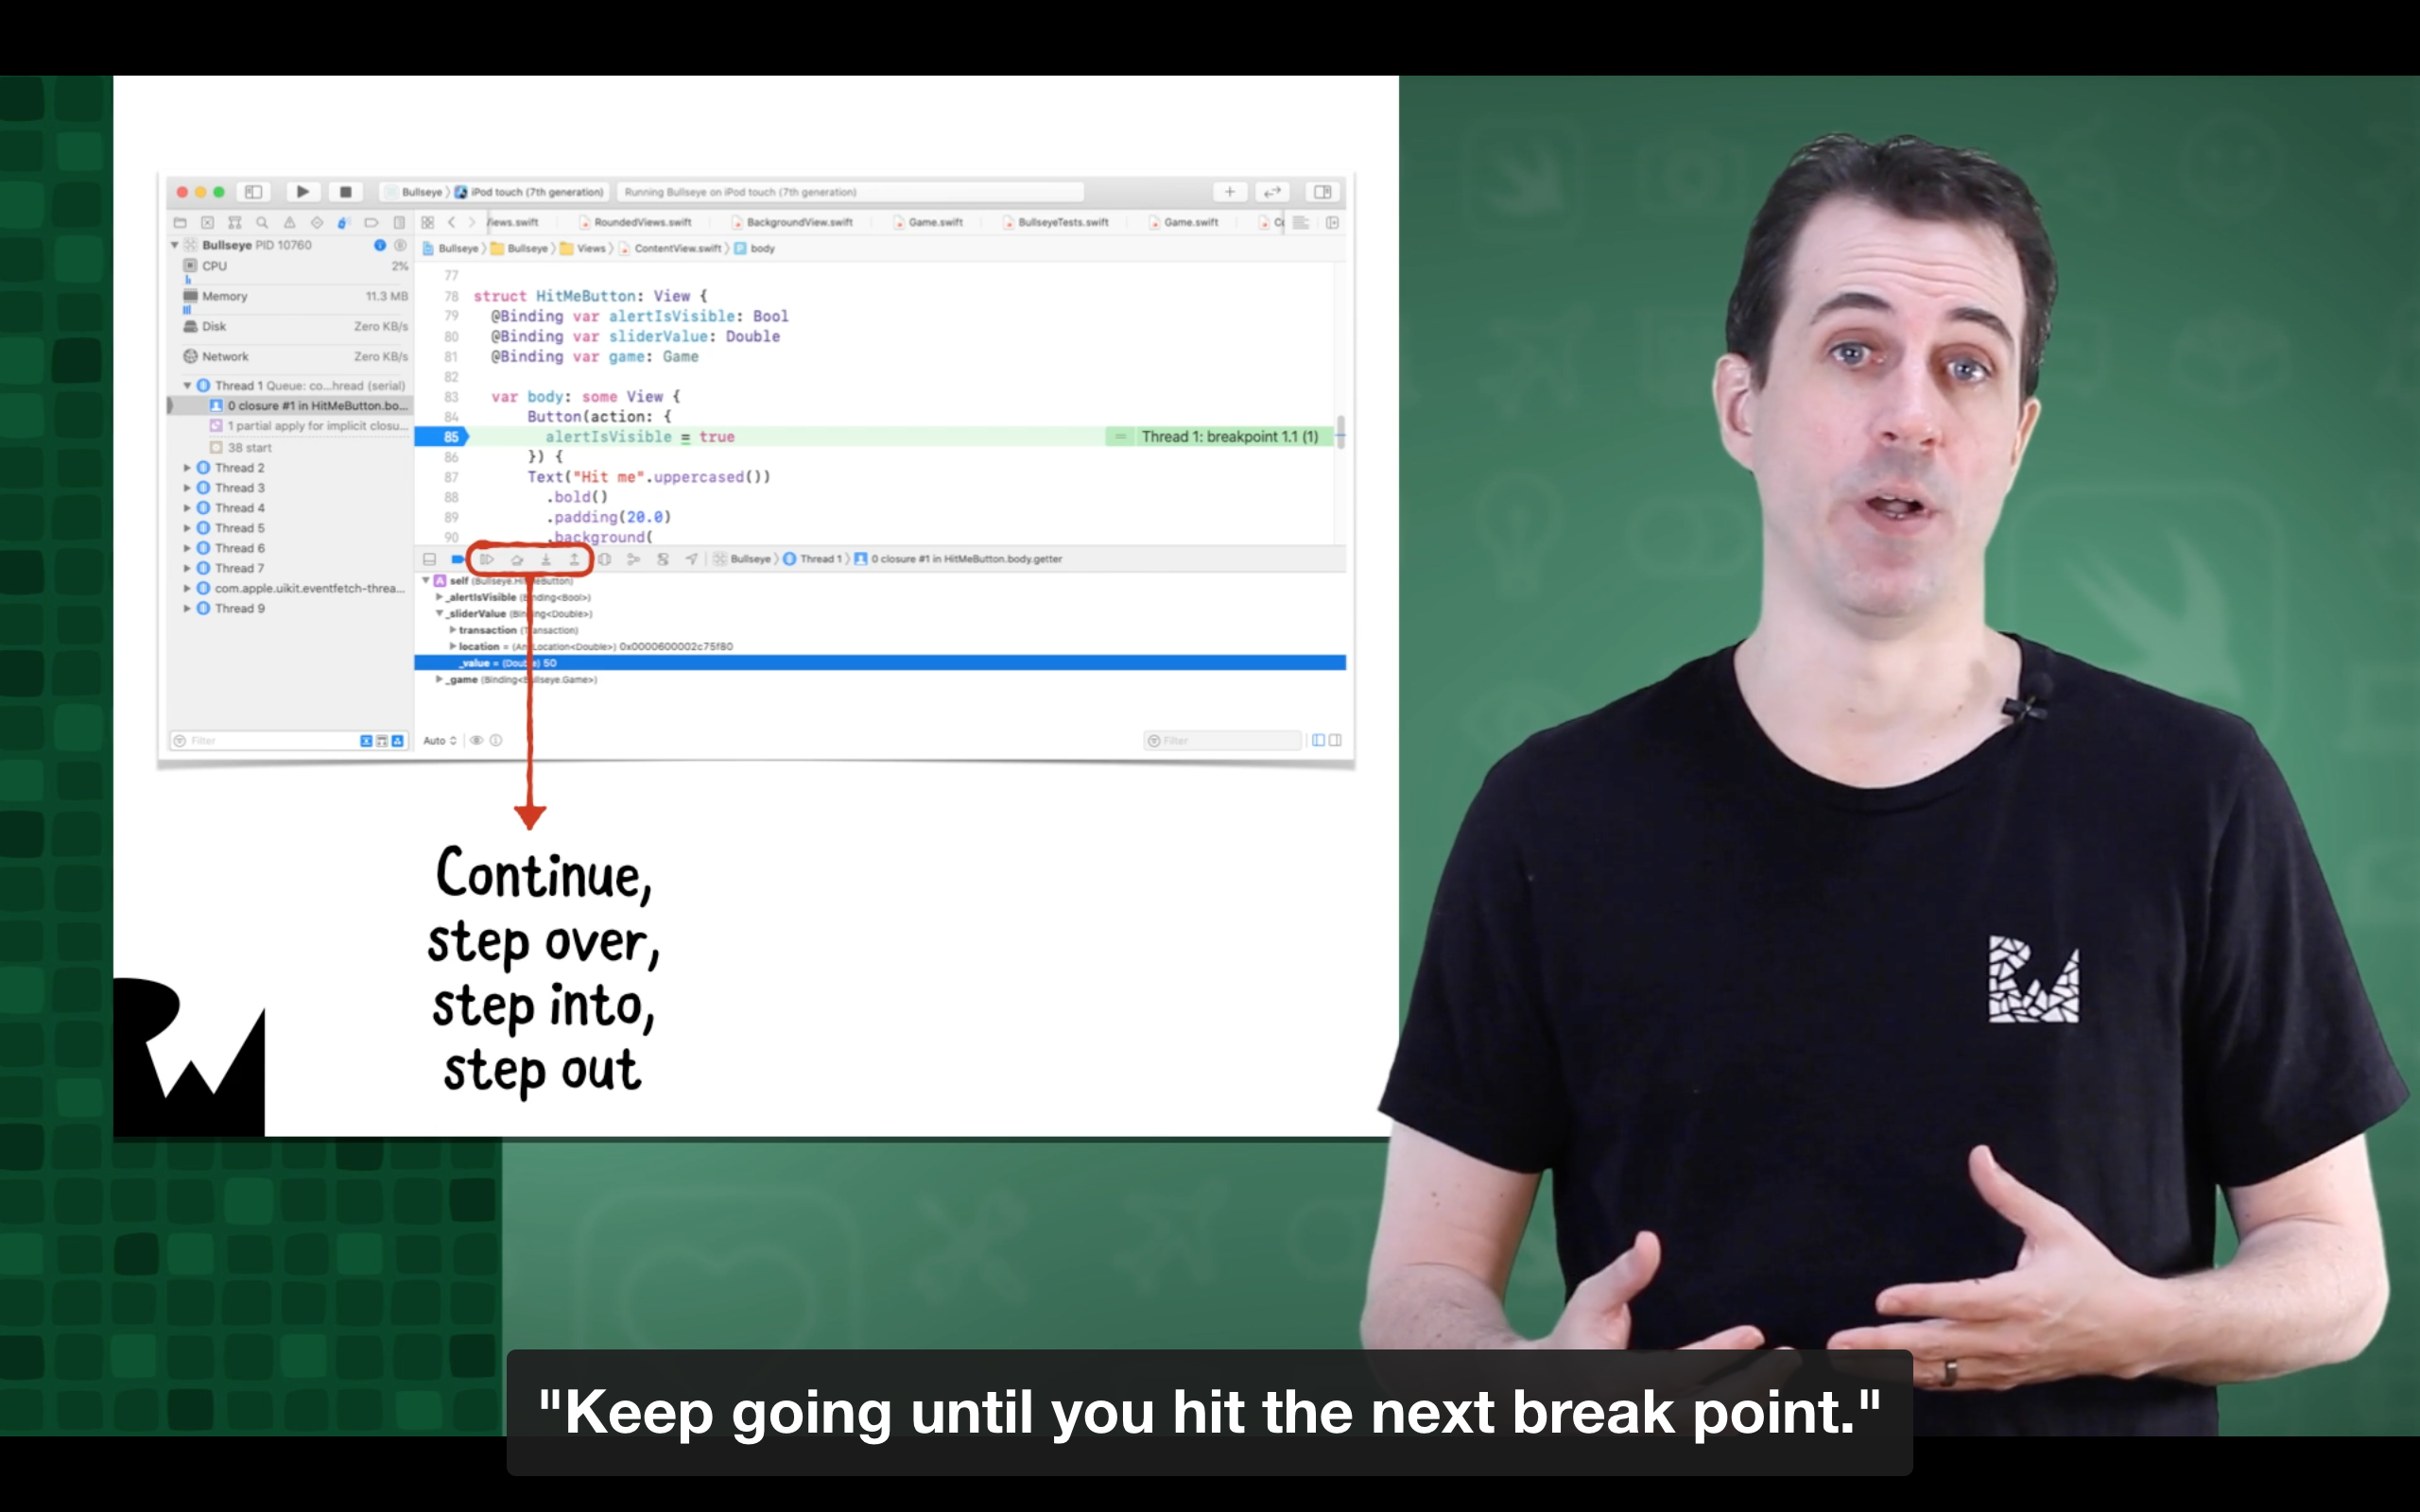 Bullseye 〉 iPod touch (7th generation)
Running Bullseye on iPod touch (7th generation)
RoundedViews.swift
BackgroundView.swift
Game.swift
BullseyeTests.swift
Game.swift
Bullseye PID 10760
Bullseye 〉 Bullseye 〉 Views 〉 ContentView.swift 〉 body
CPU 2%
Memory 11.3 MB
Disk Zero KB/s
Network Zero KB/s
Thread 1 Queue: co...hread (serial)
0 closure #1 in HitMeButton.bo...
1 partial apply for implicit closu...
38 start
Thread 2
Thread 3
Thread 4
Thread 5
Thread 6
Thread 7
com.apple.uikit.eventfetch-threa...
Thread 9
Filter
77
78 struct HitMeButton: View {
79 @Binding var alertIsVisible: Bool
80 @Binding var sliderValue: Double
81 @Binding var game: Game
82
83 var body: some View {
84 Button(action: {
85 alertIsVisible = true
Thread 1: breakpoint 1.1 (1)
86 }) {
87 Text("Hit me".uppercased())
88 .bold()
89 .padding(20.0)
90 .background(
Bullseye 〉 Thread 1 〉 0 closure #1 in HitMeButton.body.getter
self (Bullseye.HitMeButton)
_alertIsVisible (Binding<Bool>)
_sliderValue (Binding<Double>)
transaction (Transaction)
location = (AnyLocation<Double>) 0x0000600002c75f80
_value = (Double) 50
_game (Binding<Bullseye.Game>)
Auto
Filter
Continue,
step over,
step into,
step out
RW
RW
"Keep going until you hit the next break point."